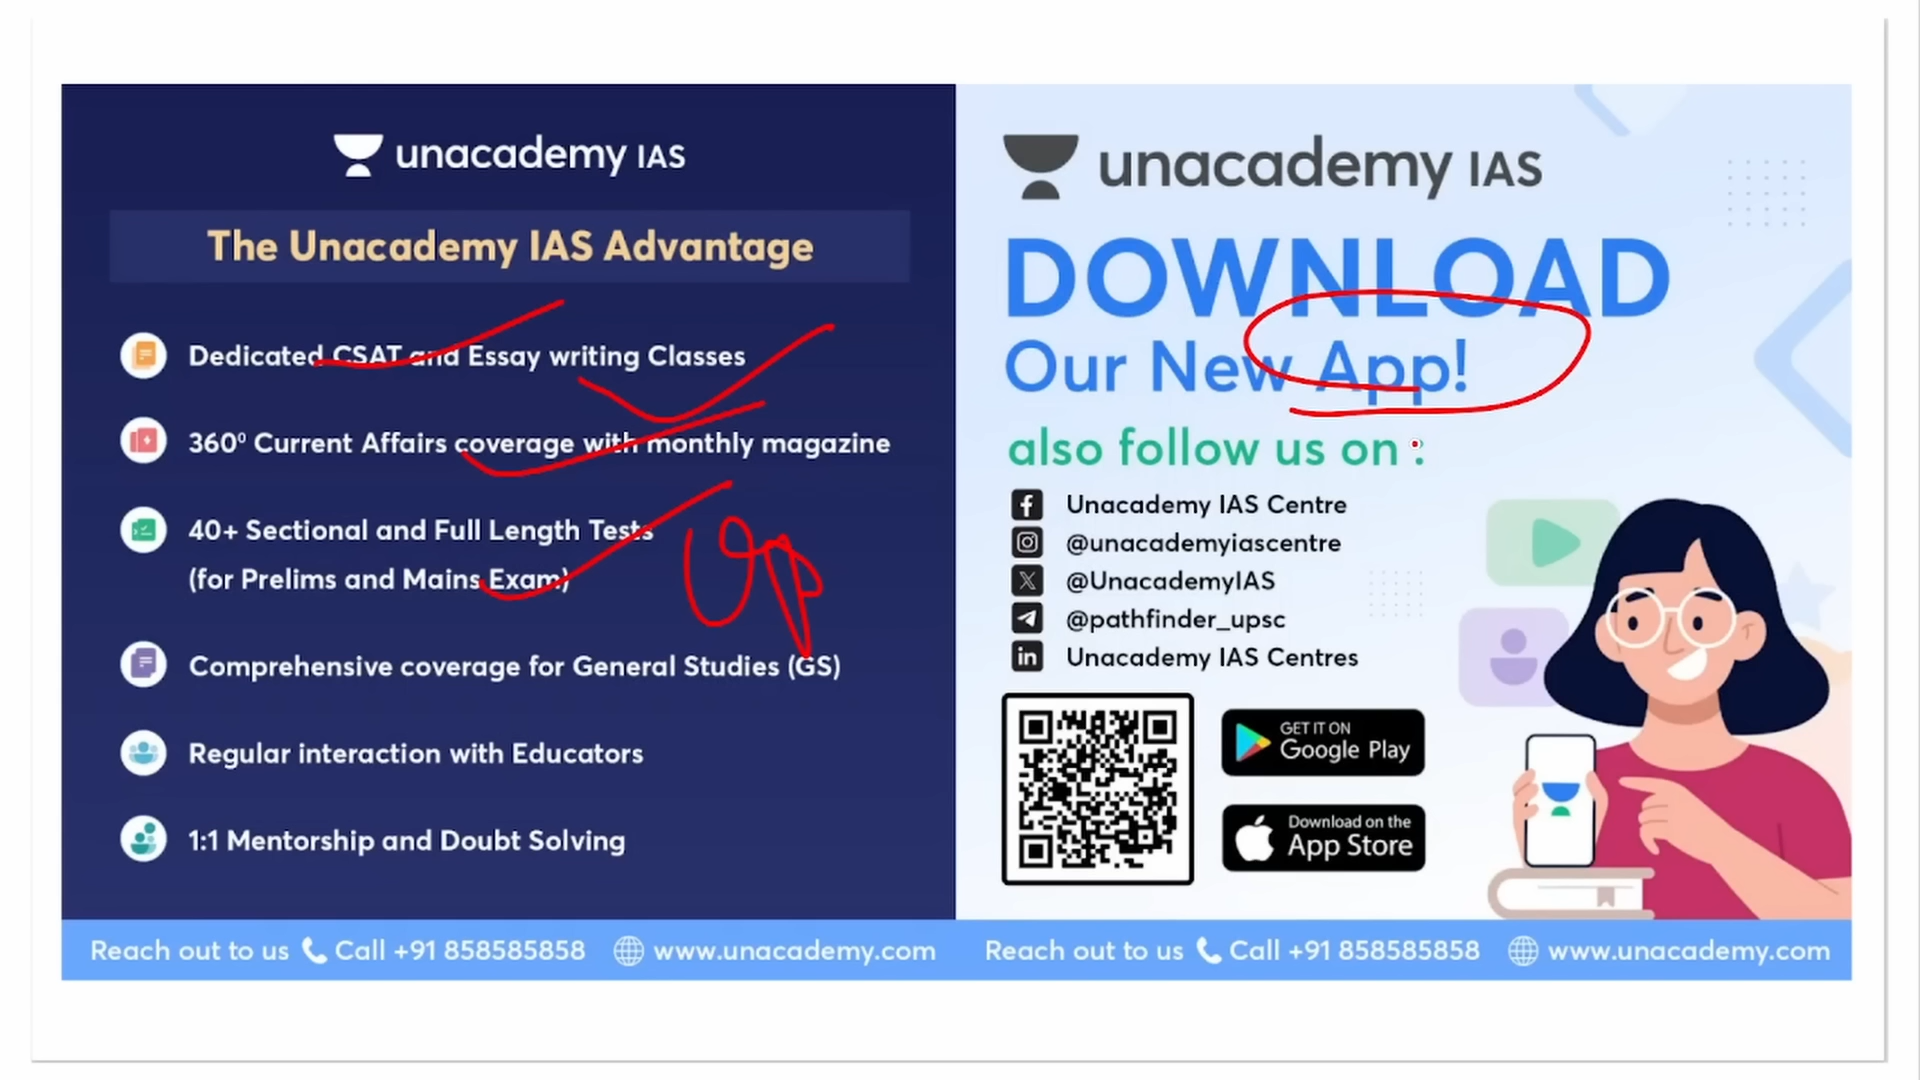 unacademy IAS
The Unacademy IAS Advantage
Dedicated CSAT and Essay writing Classes
360⁰ Current Affairs coverage with monthly magazine
40+ Sectional and Full Length Tests
(for Prelims and Mains Exam)
Comprehensive coverage for General Studies (GS)
Regular interaction with Educators
1:1 Mentorship and Doubt Solving
Reach out to us Call +91 858585858 www.unacademy.com
unacademy IAS
DOWNLOAD
Our New App!
also follow us on :
Unacademy IAS Centre
@unacademyiascentre
@UnacademyIAS
@pathfinder_upsc
Unacademy IAS Centres
GET IT ON
Google Play
Download on the
App Store
Reach out to us Call +91 858585858 www.unacademy.com